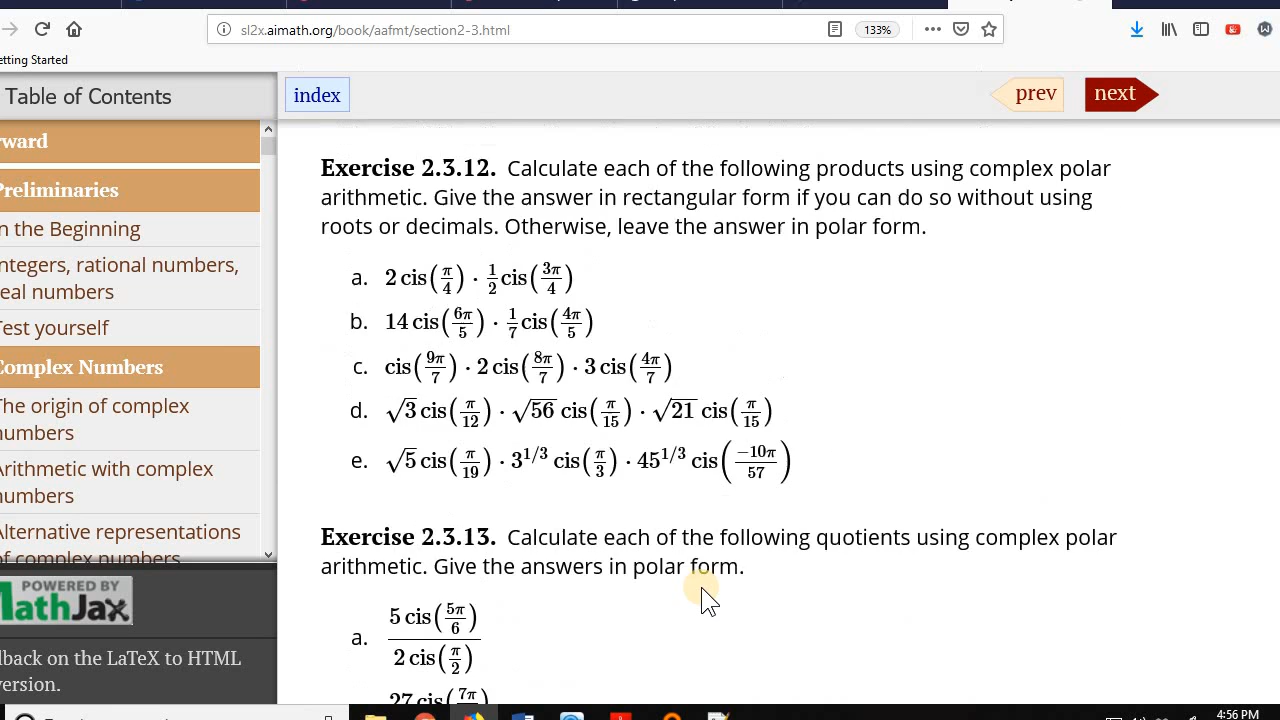 sl2x.aimath.org/book/aafmt/section2-3.html
133%
etting Started
Table of Contents
index
prev
next
rward
Preliminaries
n the Beginning
ntegers, rational numbers,
eal numbers
Test yourself
Complex Numbers
The origin of complex
numbers
Arithmetic with complex
numbers
Alternative representations
of complex numbers
POWERED BY
MathJax
dback on the LaTeX to HTML
version.
Exercise 2.3.12. Calculate each of the following products using complex polar
arithmetic. Give the answer in rectangular form if you can do so without using
roots or decimals. Otherwise, leave the answer in polar form.
a. 2 cis(π/4) · 1/2 cis(3π/4)
b. 14 cis(6π/5) · 1/7 cis(4π/5)
c. cis(9π/7) · 2 cis(8π/7) · 3 cis(4π/7)
d. √3 cis(π/12) · √56 cis(π/15) · √21 cis(π/15)
e. √5 cis(π/19) · 3^1/3 cis(π/3) · 45^1/3 cis(−10π/57)
Exercise 2.3.13. Calculate each of the following quotients using complex polar
arithmetic. Give the answers in polar form.
a. 5 cis(5π/6) / 2 cis(π/2)
27 cis(7π
4:56 PM